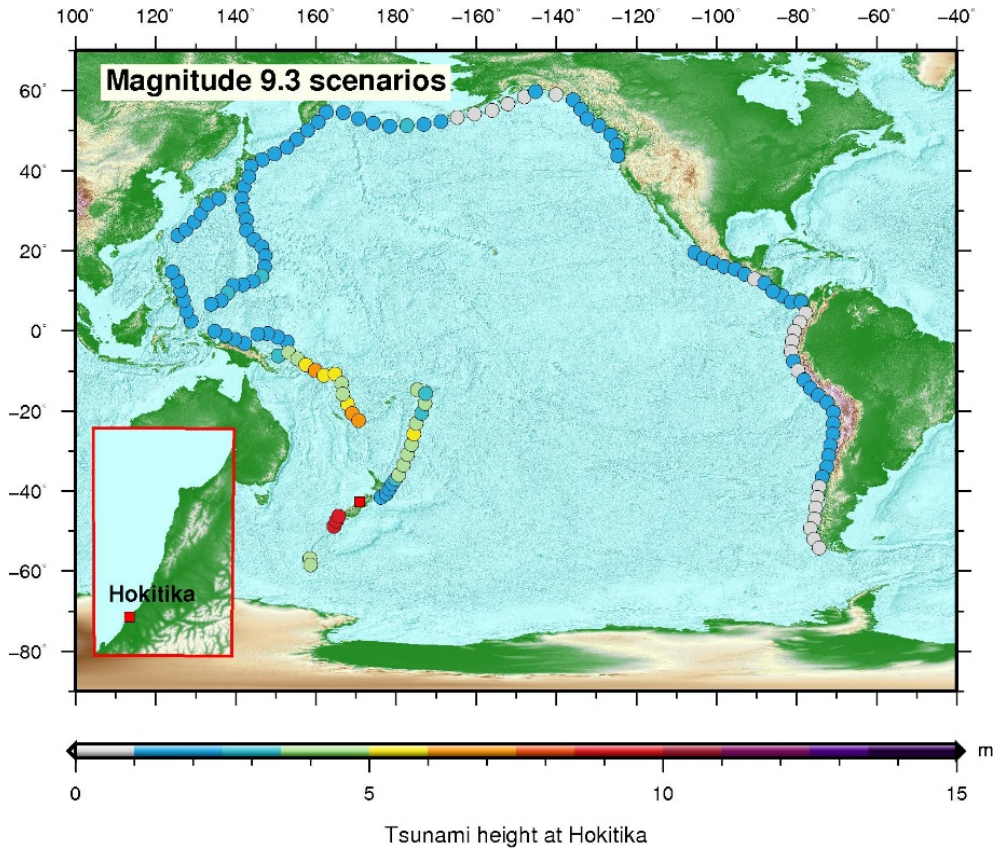 100° 120° 140° 160° 180° −160° −140° −120° −100° −80° −60° −40°
Magnitude 9.3 scenarios
60°
40°
20°
0°
−20°
−40°
−60°
−80°
Hokitika
m
0 5 10 15
Tsunami height at Hokitika